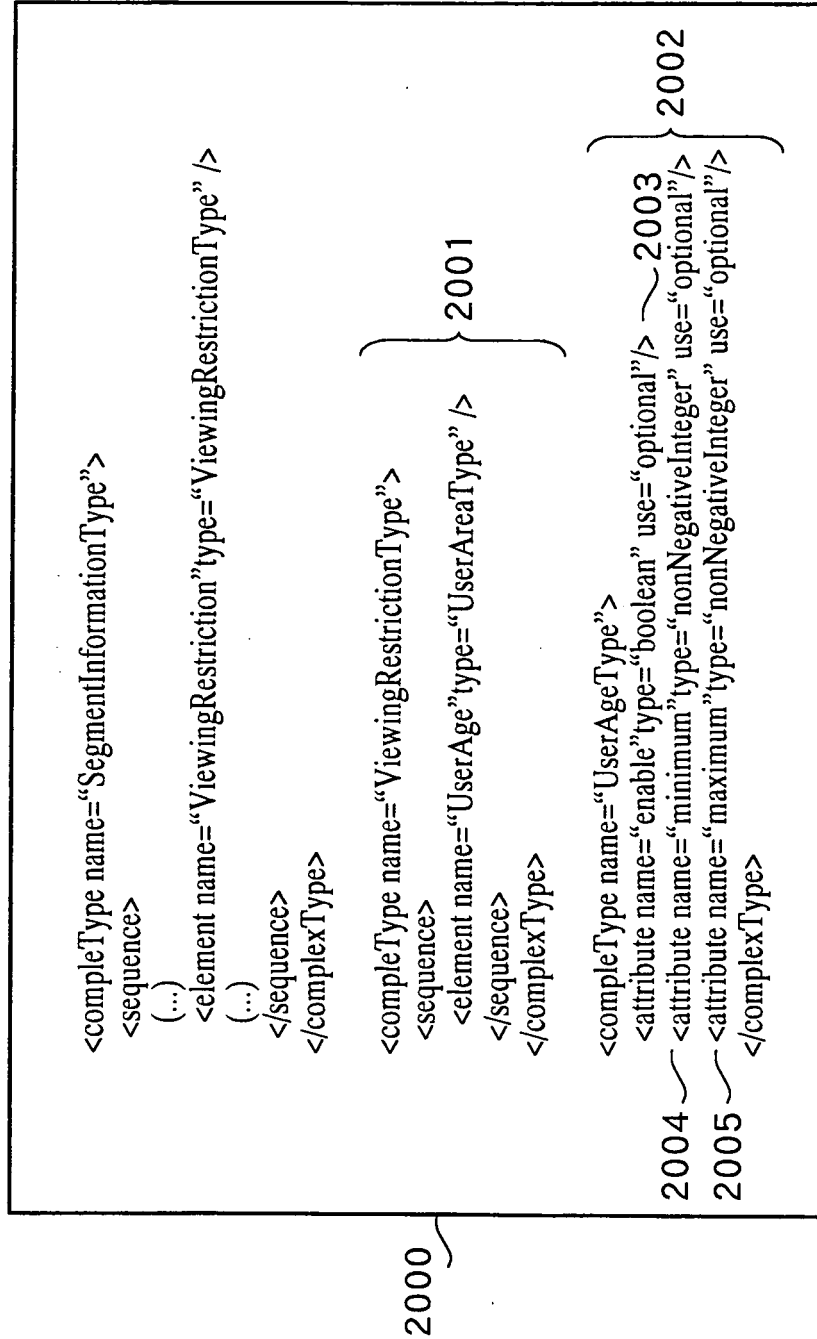 <compleType name=“SegmentInformationType”>
<sequence>
(...)
<element name=“ViewingRestriction”type=“ViewingRestrictionType” />
(...)
</sequence>
</complexType>
<compleType name=“ViewingRestrictionType”>
<sequence>
<element name=“UserAge”type=“UserAreaType” />
</sequence>
</complexType>
2001
<compleType name=“UserAgeType”>
<attribute name=“enable”type=“boolean” use=“optional”/> 2003
2004 <attribute name=“minimum”type=“nonNegativeInteger” use=“optional”/>
2005 <attribute name=“maximum”type=“nonNegativeInteger” use=“optional”/>
</complexType>
2002
2000